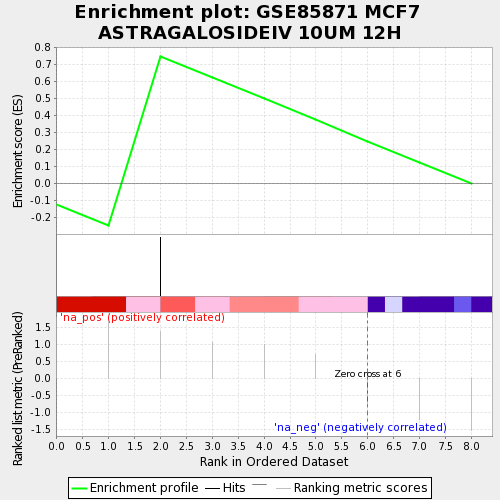 Enrichment plot: GSE85871 MCF7
ASTRAGALOSIDEIV 10UM 12H
Enrichment score (ES)
0.8
0.7
0.6
0.5
0.4
0.3
0.2
0.1
0.0
-0.1
-0.2
'na_pos' (positively correlated)
Ranked list metric (PreRanked)
1.5
1.0
0.5
0.0
-0.5
-1.0
-1.5
Zero cross at 6
'na_neg' (negatively correlated)
0.0 0.5 1.0 1.5 2.0 2.5 3.0 3.5 4.0 4.5 5.0 5.5 6.0 6.5 7.0 7.5 8.0
Rank in Ordered Dataset
Enrichment profile Hits Ranking metric scores